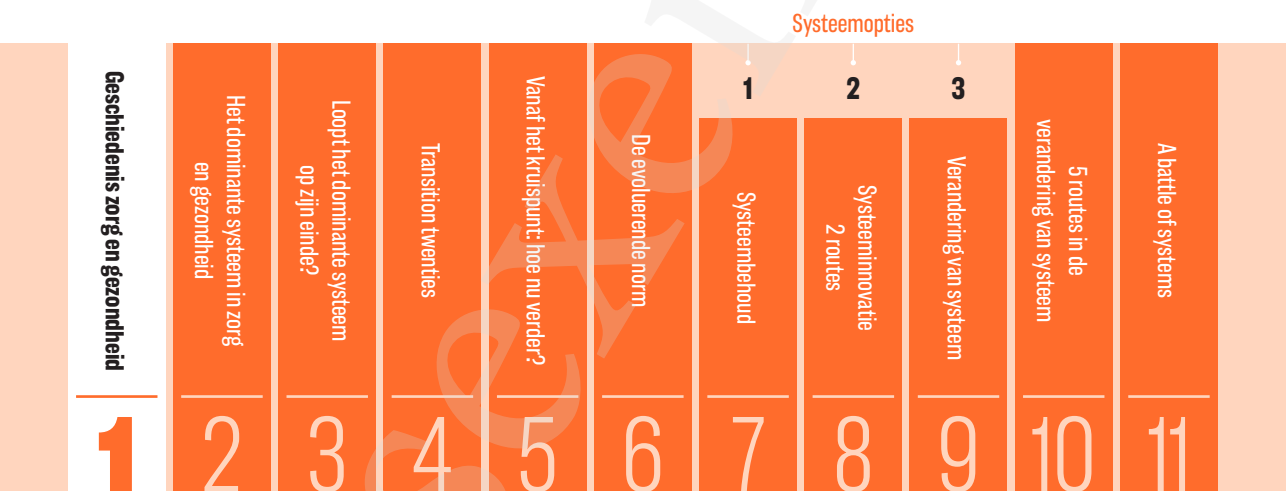 Systeemopties
Geschiedenis zorg en gezondheid
1
Het dominante systeem in zorg
en gezondheid
2
Loopt het dominante systeem
op zijn einde?
3
Transition twenties
4
Vanaf het kruispunt: hoe nu verder?
5
De evoluerende norm
6
1
Systeembehoud
7
2
Systeeminnovatie
2 routes
8
3
Verandering van systeem
9
5 routes in de
verandering van systeem
10
A battle of systems
11